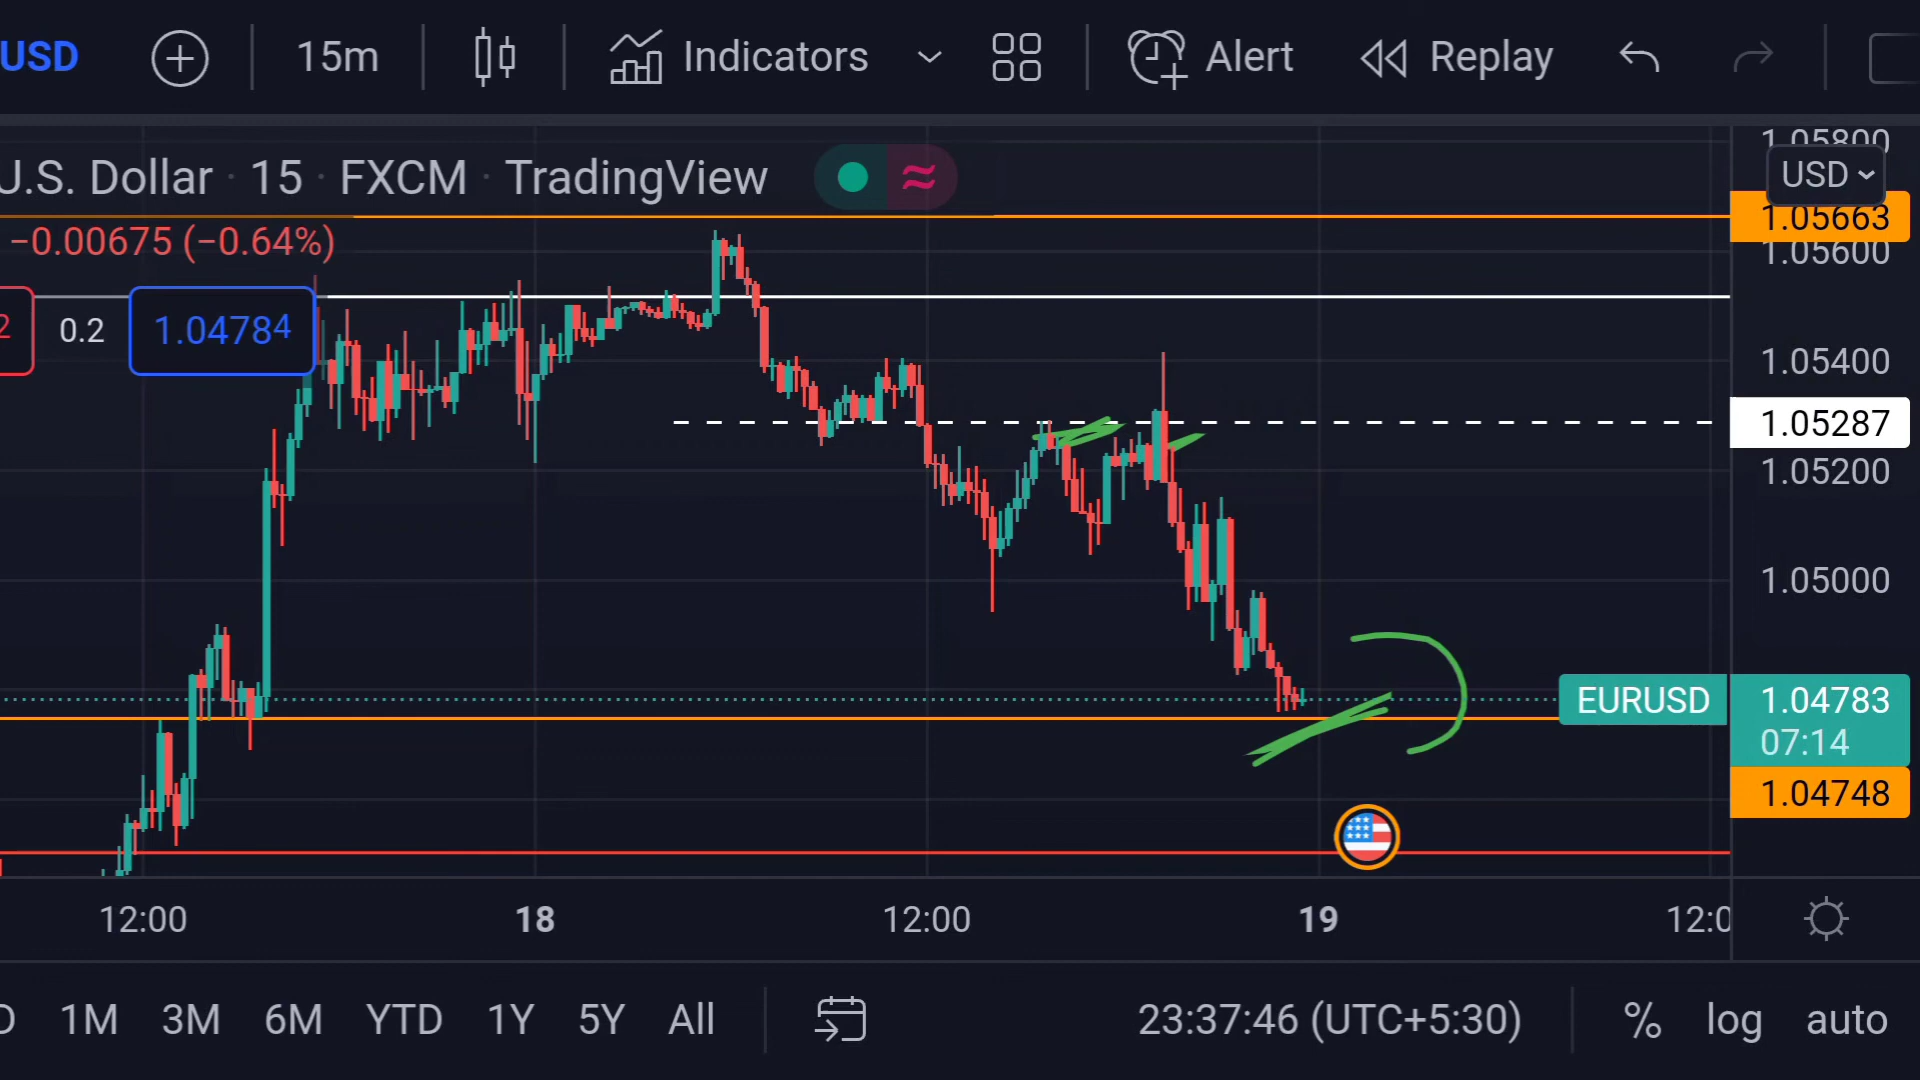 USD 15m Indicators Alert Replay
1.05800
U.S. Dollar · 15 · FXCM · TradingView
USD
1.05663
−0.00675 (−0.64%)
1.05600
2 0.2 1.04784
1.05400
1.05287
1.05200
1.05000
EURUSD 1.04783
07:14
1.04748
12:00 18 12:00 19 12:0
D 1M 3M 6M YTD 1Y 5Y All 23:37:46 (UTC+5:30) % log auto